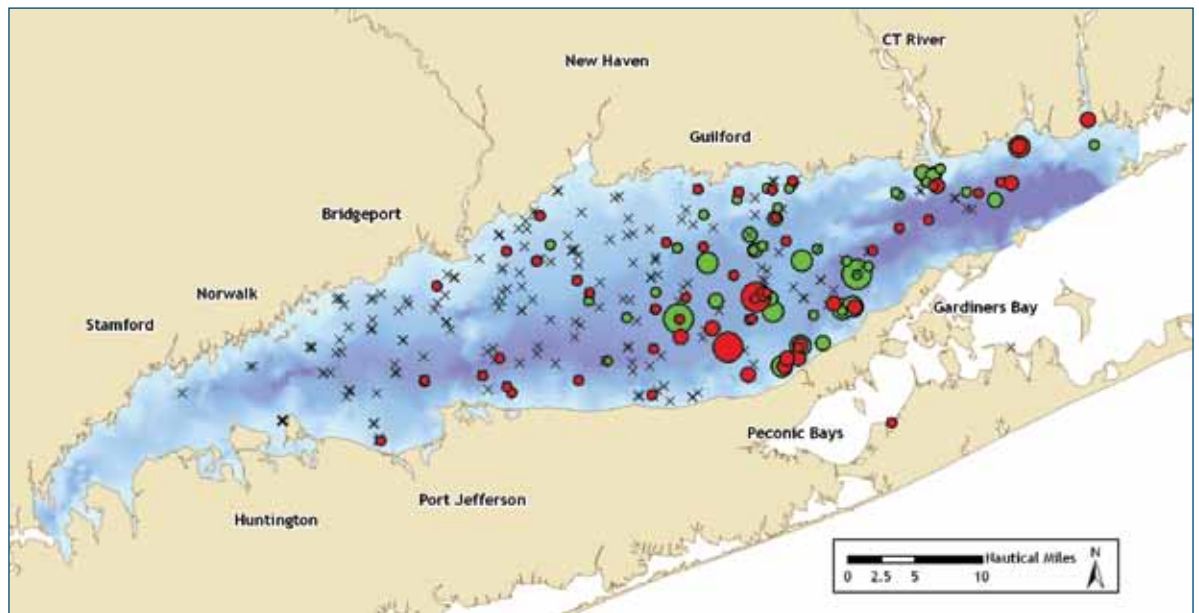 CT River
New Haven
Guilford
Bridgeport
Norwalk
Stamford
Gardiners Bay
Peconic Bays
Port Jefferson
Huntington
Nautical Miles
N
0 2.5 5 10